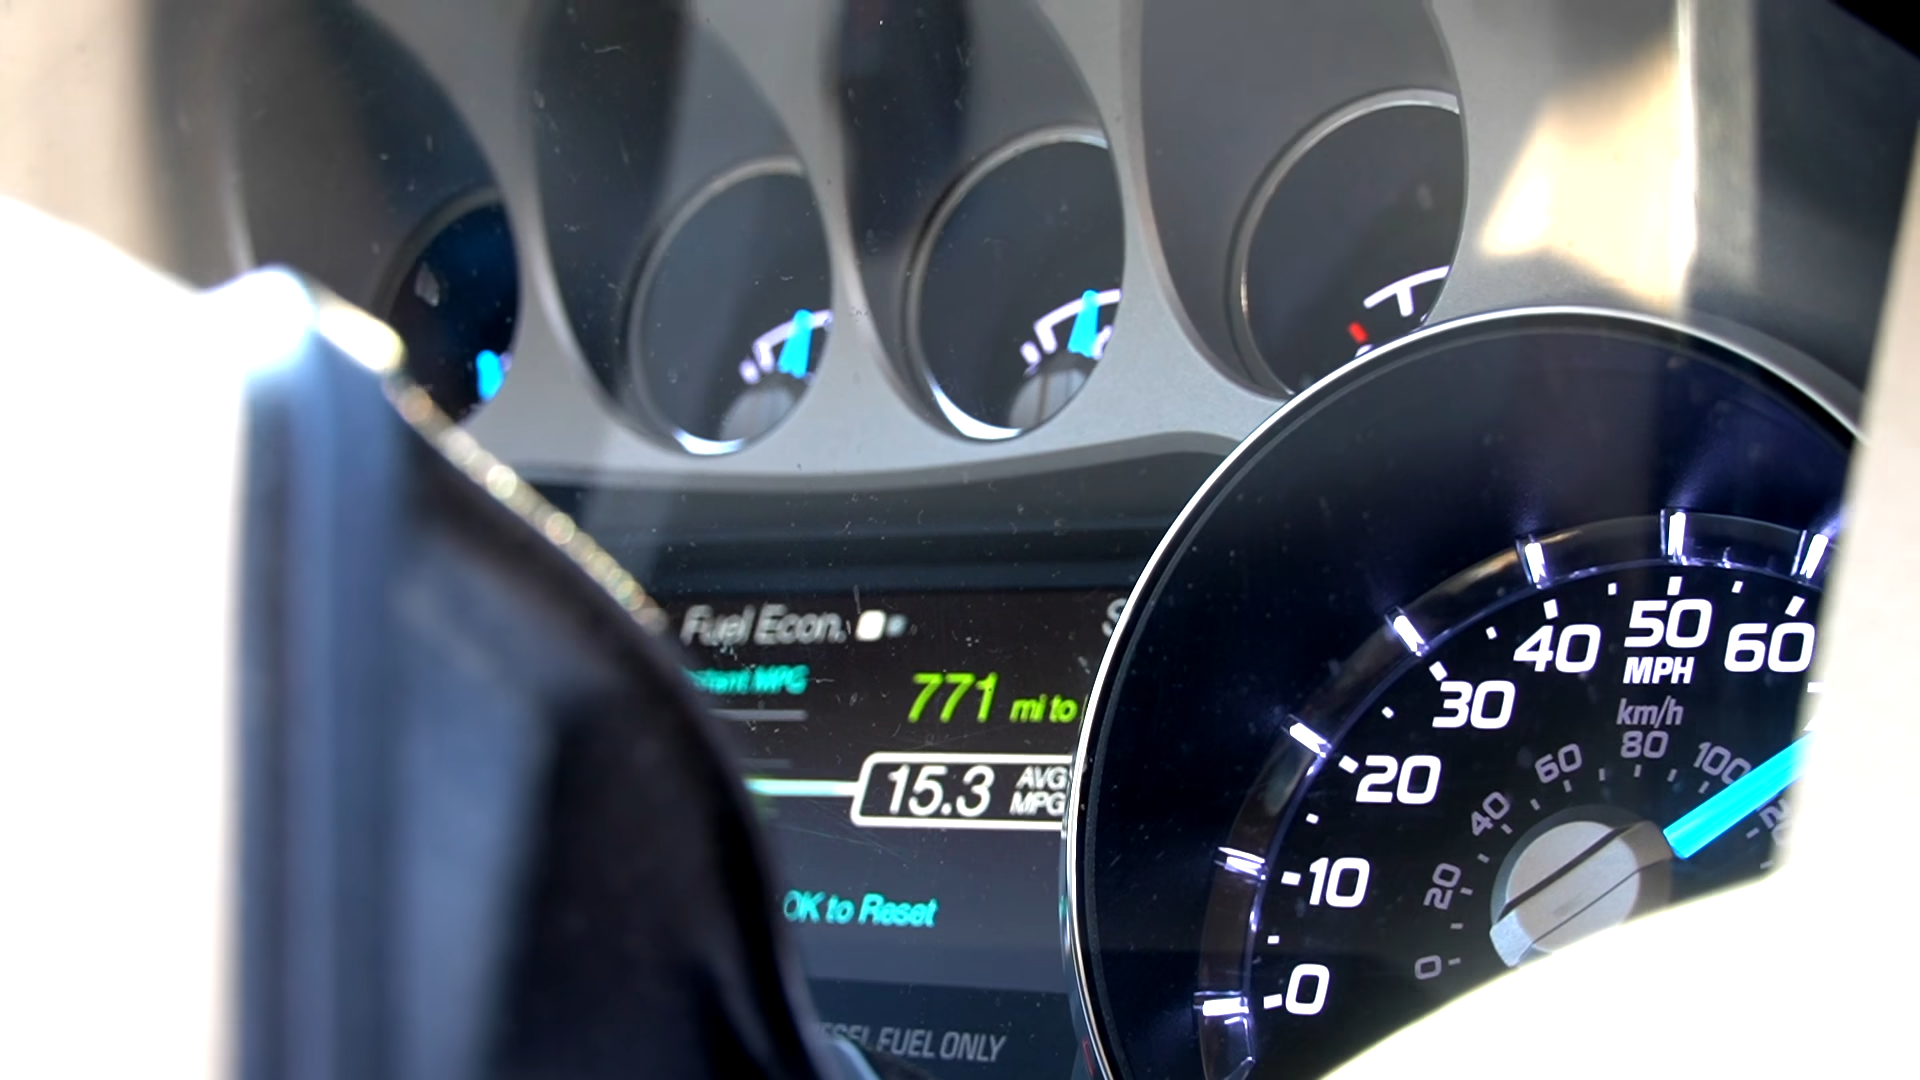 Fuel Econ.
MPG
771 mi to
15.3 AVG
MPG
OK to Reset
FUEL ONLY
0
10
20
30
40
50
60
MPH
km/h
0
20
40
60
80
100